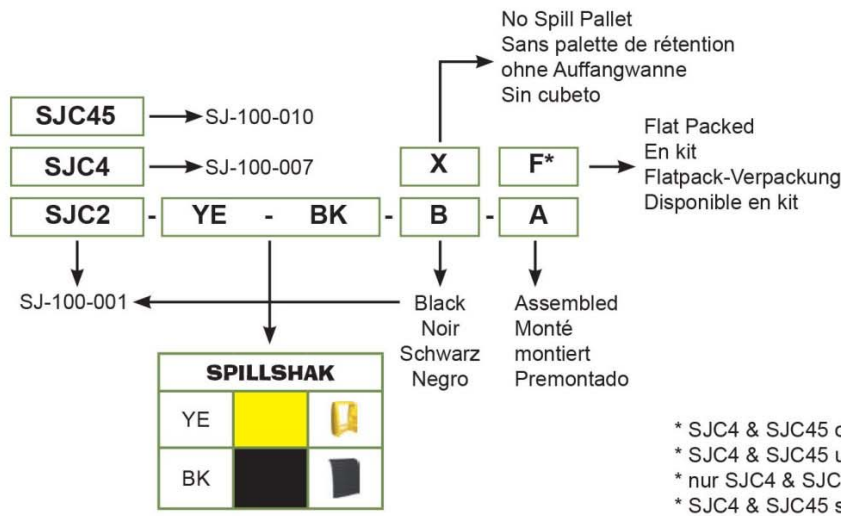 No Spill Pallet
Sans palette de rétention
ohne Auffangwanne
Sin cubeto
SJC45
SJ-100-010
SJC4
SJ-100-007
X
F*
Flat Packed
En kit
Flatpack-Verpackung
Disponible en kit
SJC2 - YE - BK - B - A
SJ-100-001
Black
Noir
Schwarz
Negro
Assembled
Monté
montiert
Premontado
SPILLSHAK
YE
BK
* SJC4 & SJC45
* SJC4 & SJC45
* nur SJC4 &
* SJC4 & SJC45